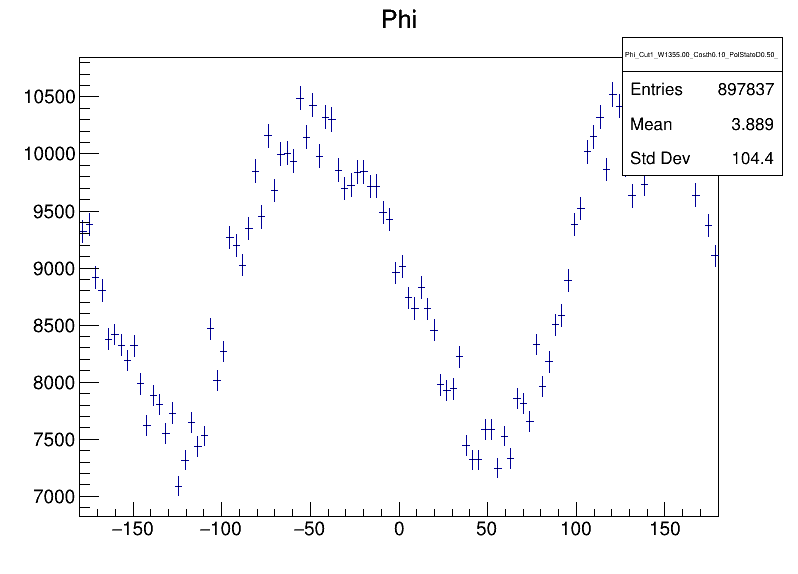 Phi
Phi_Cut1_W1355.00_Costh0.10_PolStateD0.50_
Entries 897837
Mean 3.889
Std Dev 104.4
10500
10000
9500
9000
8500
8000
7500
7000
−150 −100 −50 0 50 100 150